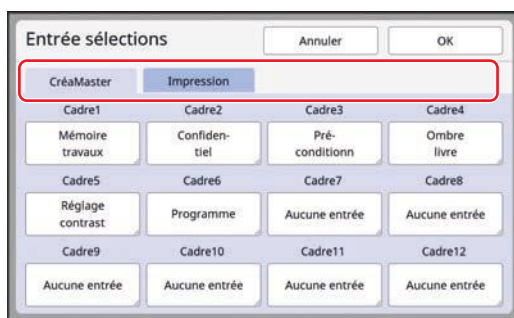 Entrée sélections Annuler OK
CréaMaster Impression
Cadre1 Cadre2 Cadre3 Cadre4
Mémoire Confiden- Pré- Ombre
travaux tiel conditionn livre
Cadre5 Cadre6 Cadre7 Cadre8
Réglage
contrast Programme Aucune entrée Aucune entrée
Cadre9 Cadre10 Cadre11 Cadre12
Aucune entrée Aucune entrée Aucune entrée Aucune entrée